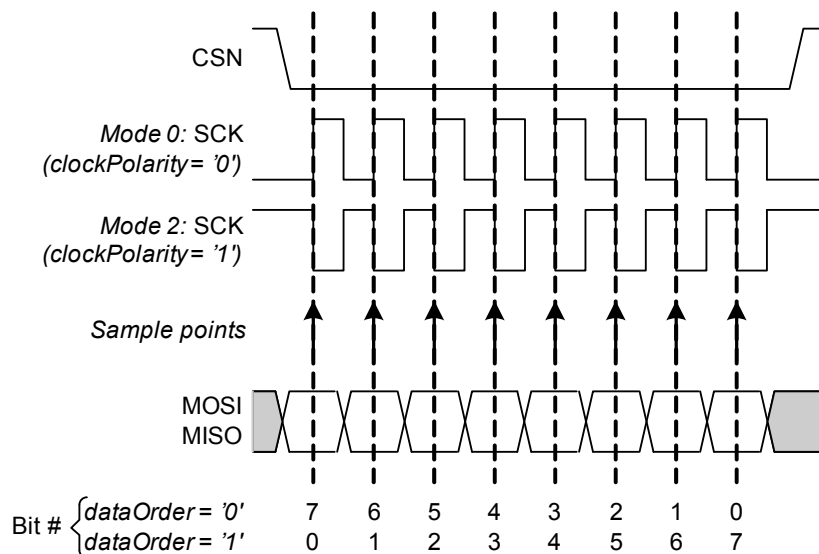 CSN
Mode 0: SCK
(clockPolarity= '0')
Mode 2: SCK
(clockPolarity= '1')
Sample points
MOSI
MISO
Bit #
dataOrder = '0' 7 6 5 4 3 2 1 0
dataOrder = '1' 0 1 2 3 4 5 6 7